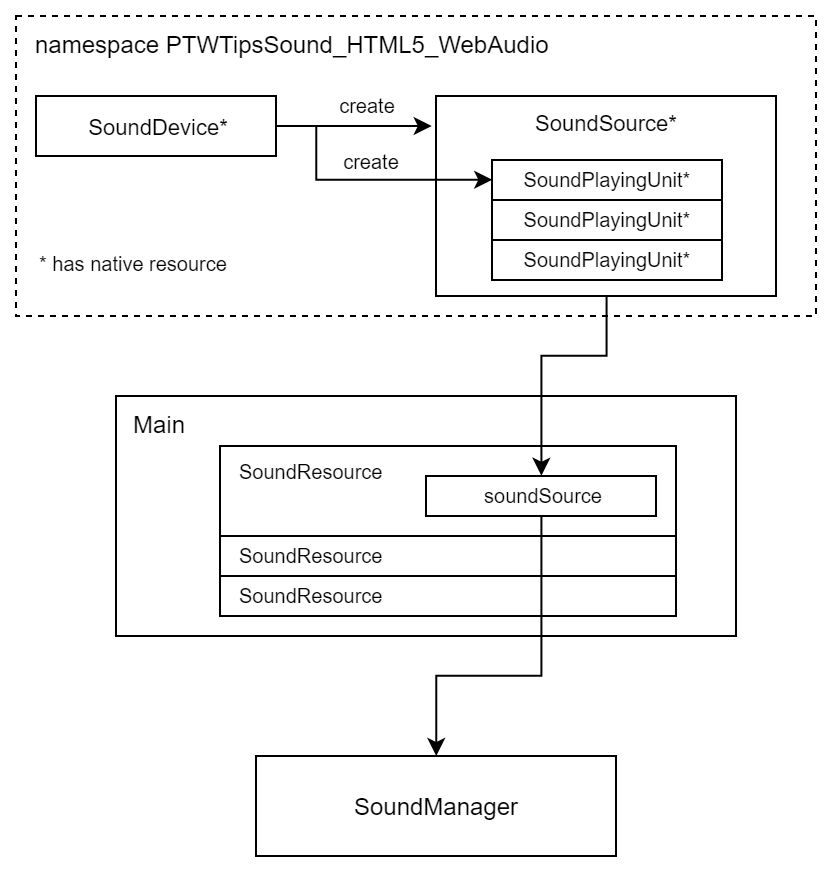 namespace PTWTipsSound_HTML5_WebAudio
SoundDevice*
create
create
SoundSource*
SoundPlayingUnit*
SoundPlayingUnit*
SoundPlayingUnit*
* has native resource
Main
SoundResource
soundSource
SoundResource
SoundResource
SoundManager